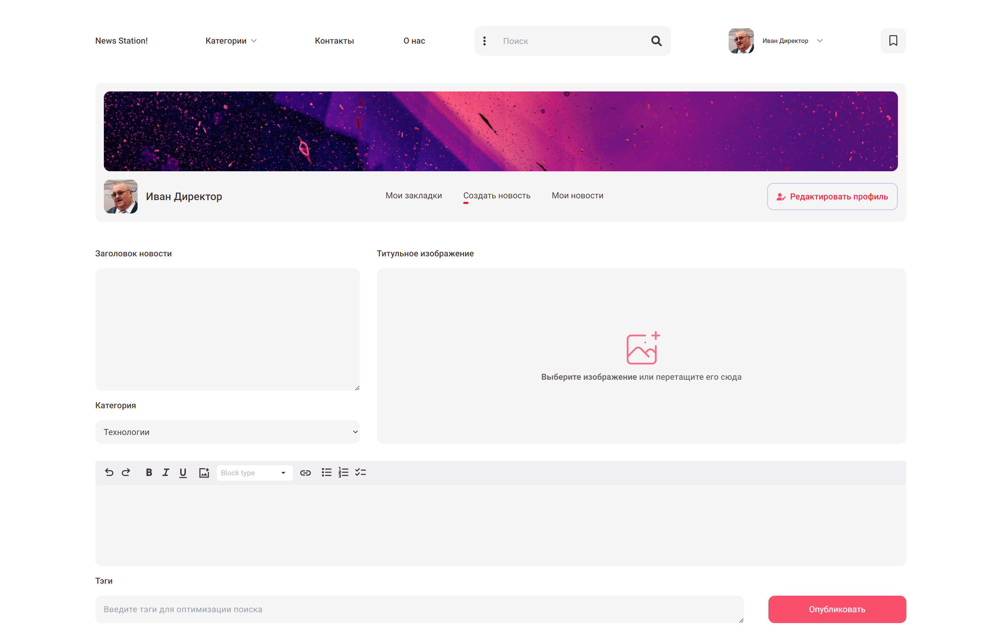 News Station!
Категории
Контакты
О нас
Поиск
Иван Директор
Иван Директор
Мои закладки
Создать новость
Мои новости
Редактировать профиль
Заголовок новости
Титульное изображение
Выберите изображение или перетащите его сюда
Категория
Технологии
B I U
Block type
Тэги
Введите тэги для оптимизации поиска
Опубликовать